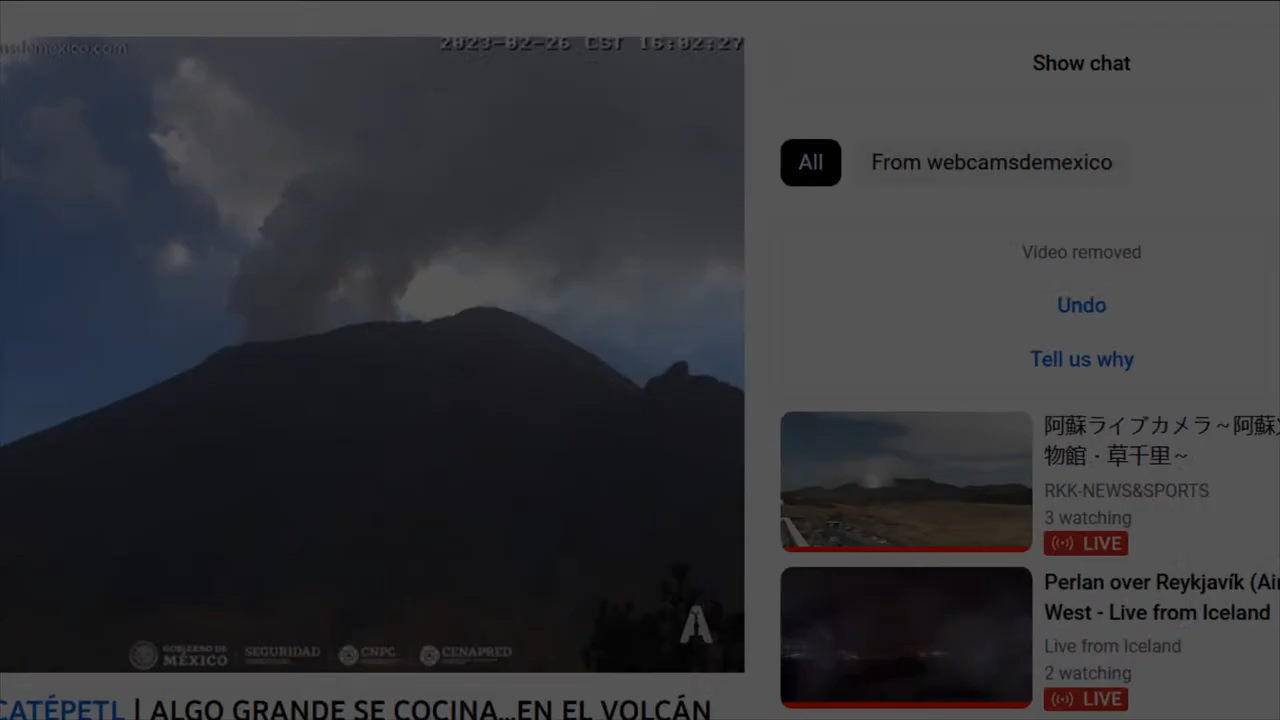 nsdemexico.com
2023-02-26 CST 16:02:27
GOBIERNO DE
MÉXICO
SEGURIDAD
CNPC
CENAPRED
CATÉPETL | ALGO GRANDE SE COCINA...EN EL VOLCÁN
Show chat
All
From webcamsdemexico
Video removed
Undo
Tell us why
阿蘇ライブカメラ～阿蘇
物館・草千里～
RKK-NEWS&SPORTS
3 watching
LIVE
Perlan over Reykjavík (Ai
West - Live from Iceland
Live from Iceland
2 watching
LIVE